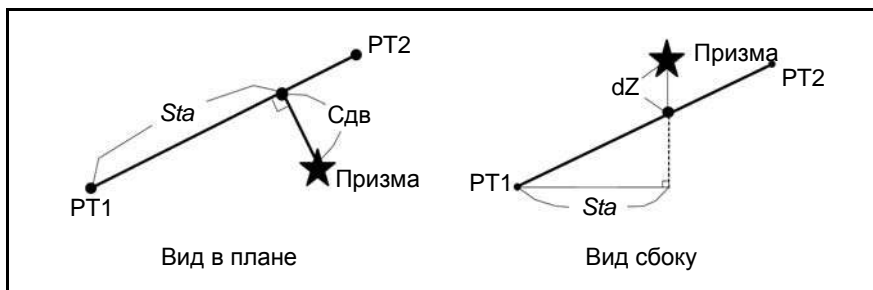 PT2
Sta
Сдв
Призма
PT1
Вид в плане
Призма
PT2
dZ
PT1
Sta
Вид сбоку